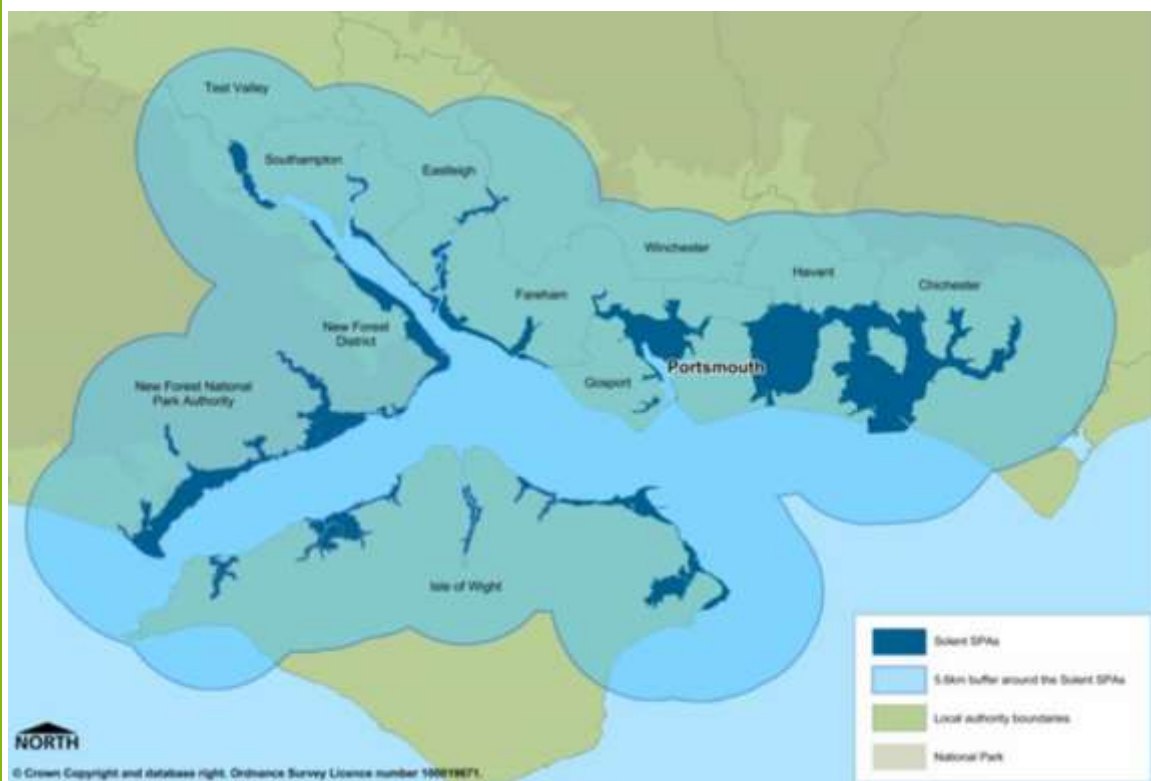 Test Valley
Southampton
Eastleigh
Winchester
Havant
Chichester
Fareham
New Forest
District
Portsmouth
Gosport
New Forest National
Park Authority
Isle of Wight
Solent SPAs
5.6km buffer around the Solent SPAs
Local authority boundaries
National Park
NORTH
© Crown Copyright and database right. Ordnance Survey Licence number 100019671.